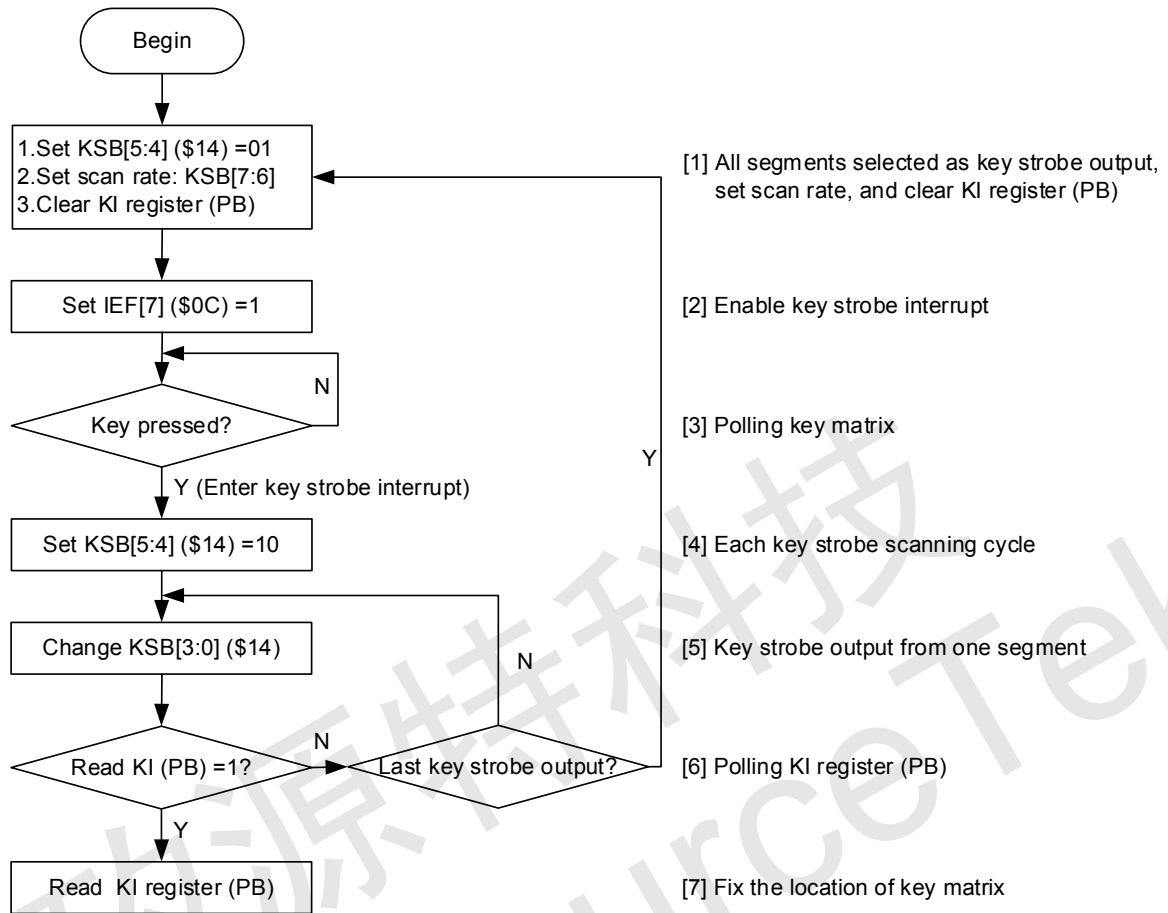 Begin
1.Set KSB[5:4] ($14) =01
2.Set scan rate: KSB[7:6]
3.Clear KI register (PB)
[1] All segments selected as key strobe output,
set scan rate, and clear KI register (PB)
Set IEF[7] ($0C) =1
[2] Enable key strobe interrupt
N
Key pressed?
[3] Polling key matrix
Y
Y (Enter key strobe interrupt)
Set KSB[5:4] ($14) =10
[4] Each key strobe scanning cycle
Change KSB[3:0] ($14)
N
[5] Key strobe output from one segment
Read KI (PB) =1?
N
Last key strobe output?
[6] Polling KI register (PB)
Y
Read KI register (PB)
[7] Fix the location of key matrix
源特科技
urceTek